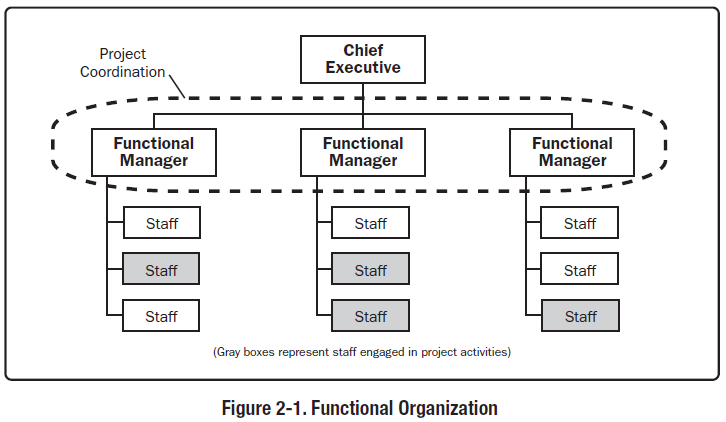 Project
Coordination
Chief
Executive
Functional
Manager
Functional
Manager
Functional
Manager
Staff
Staff
Staff
Staff
Staff
Staff
Staff
Staff
Staff
(Gray boxes represent staff engaged in project activities)
Figure 2-1. Functional Organization